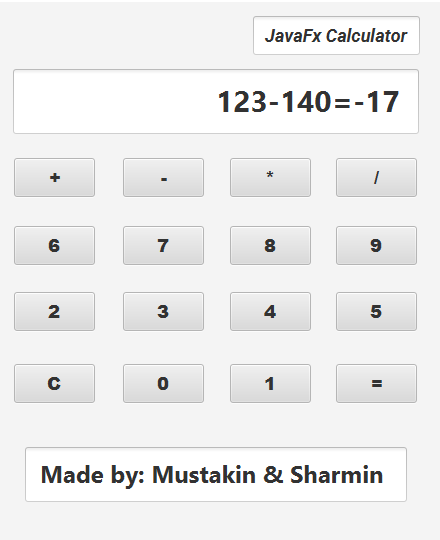 JavaFx Calculator
123-140=-17
+ - * /
6 7 8 9
2 3 4 5
C 0 1 =
Made by: Mustakin & Sharmin